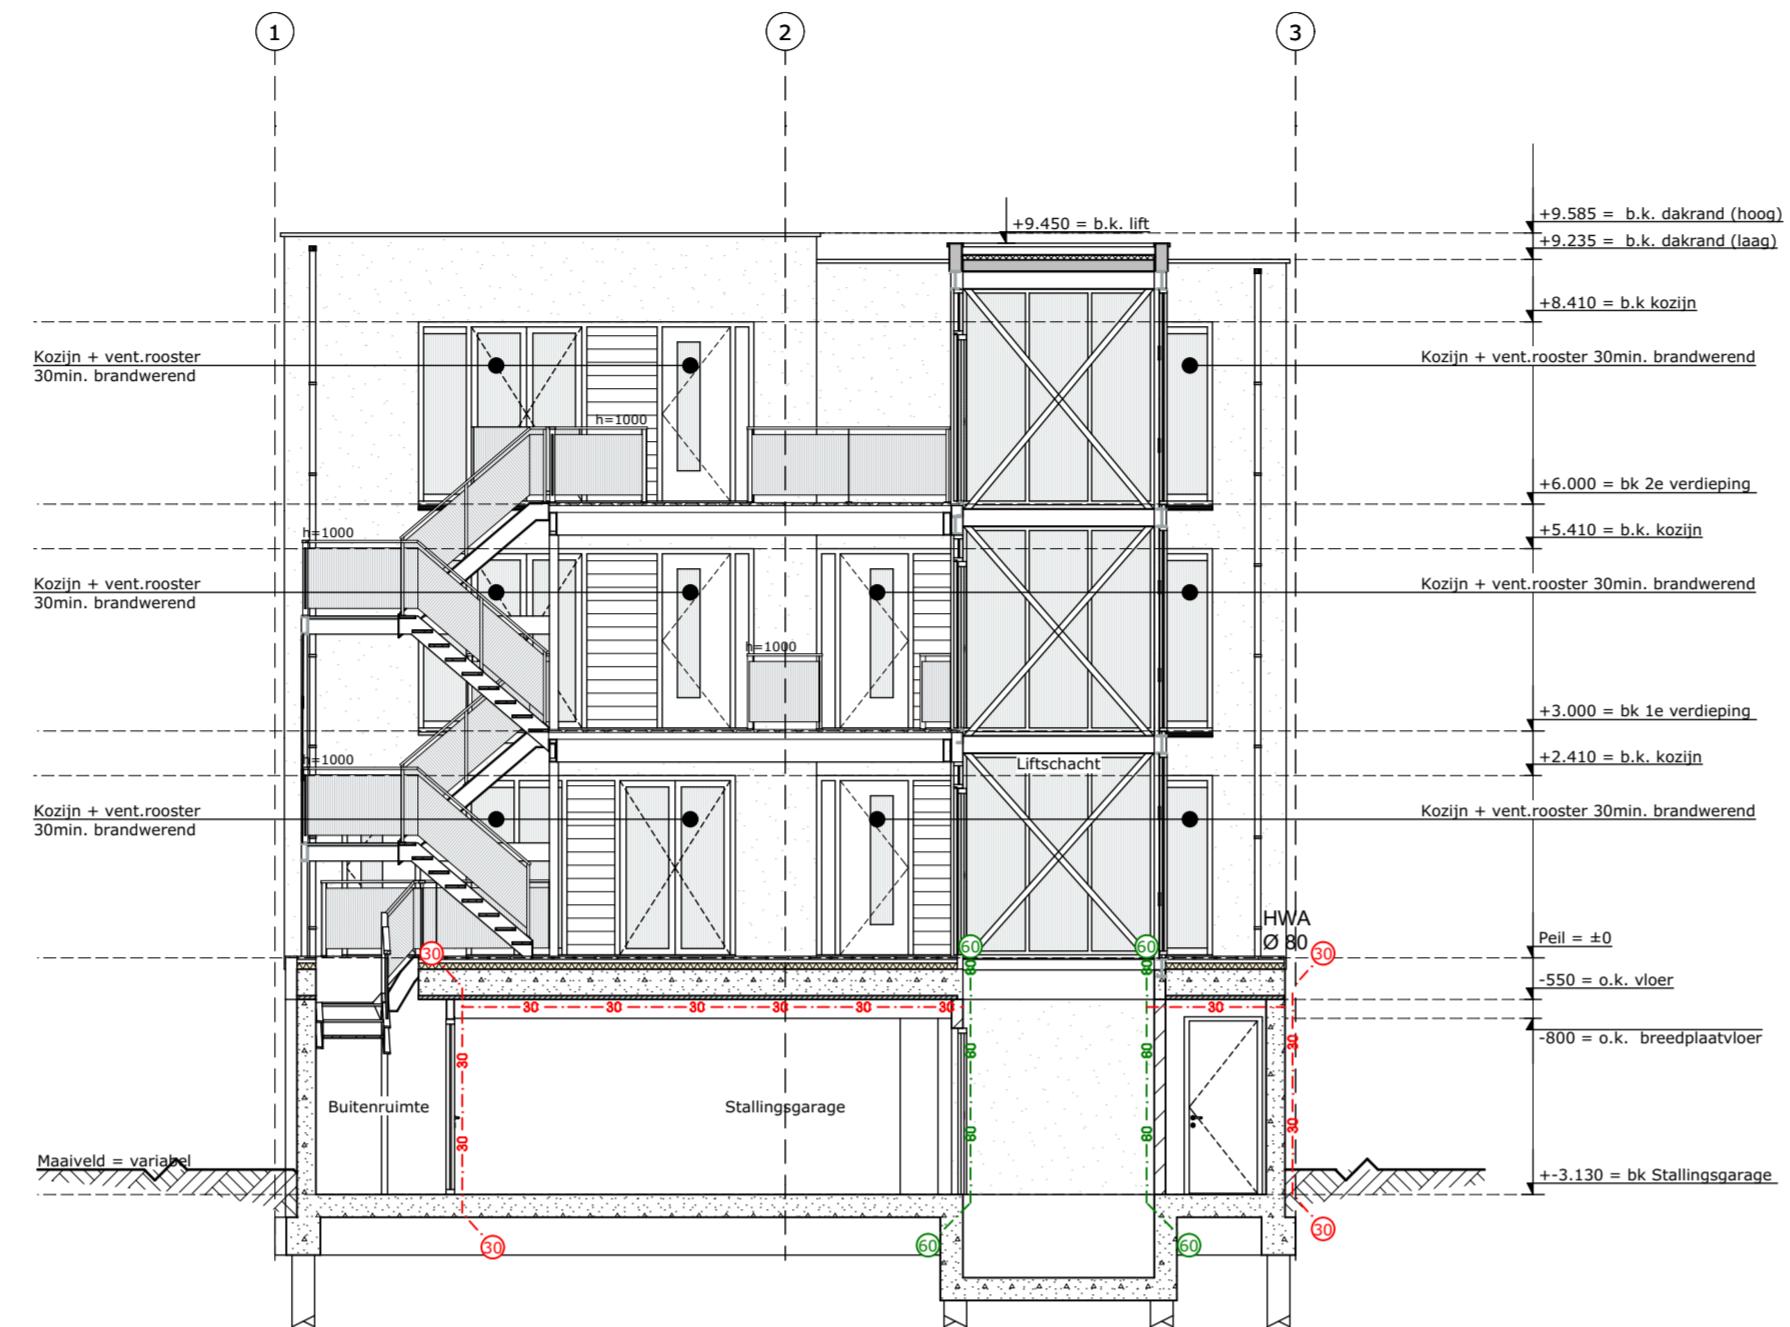 1 2 3
+9.585 = b.k. dakrand (hoog)
+9.450 = b.k. lift
+9.235 = b.k. dakrand (laag)
+8.410 = b.k kozijn
Kozijn + vent.rooster
30min. brandwerend
Kozijn + vent.rooster 30min. brandwerend
h=1000
+6.000 = bk 2e verdieping
+5.410 = b.k. kozijn
h=1000
Kozijn + vent.rooster
30min. brandwerend
Kozijn + vent.rooster 30min. brandwerend
h=1000
+3.000 = bk 1e verdieping
+2.410 = b.k. kozijn
h=1000
Liftschacht
Kozijn + vent.rooster
30min. brandwerend
Kozijn + vent.rooster 30min. brandwerend
HWA
Ø 80
Peil = ±0
30 60 60 30
60 60
-550 = o.k. vloer
30 30 30 30 30 30 30
-800 = o.k. breedplaatvloer
30 60 60 30
Buitenruimte
Stallingsgarage
30 60 60 30
Maaiveld = variabel
+-3.130 = bk Stallingsgarage
30 60 60 30